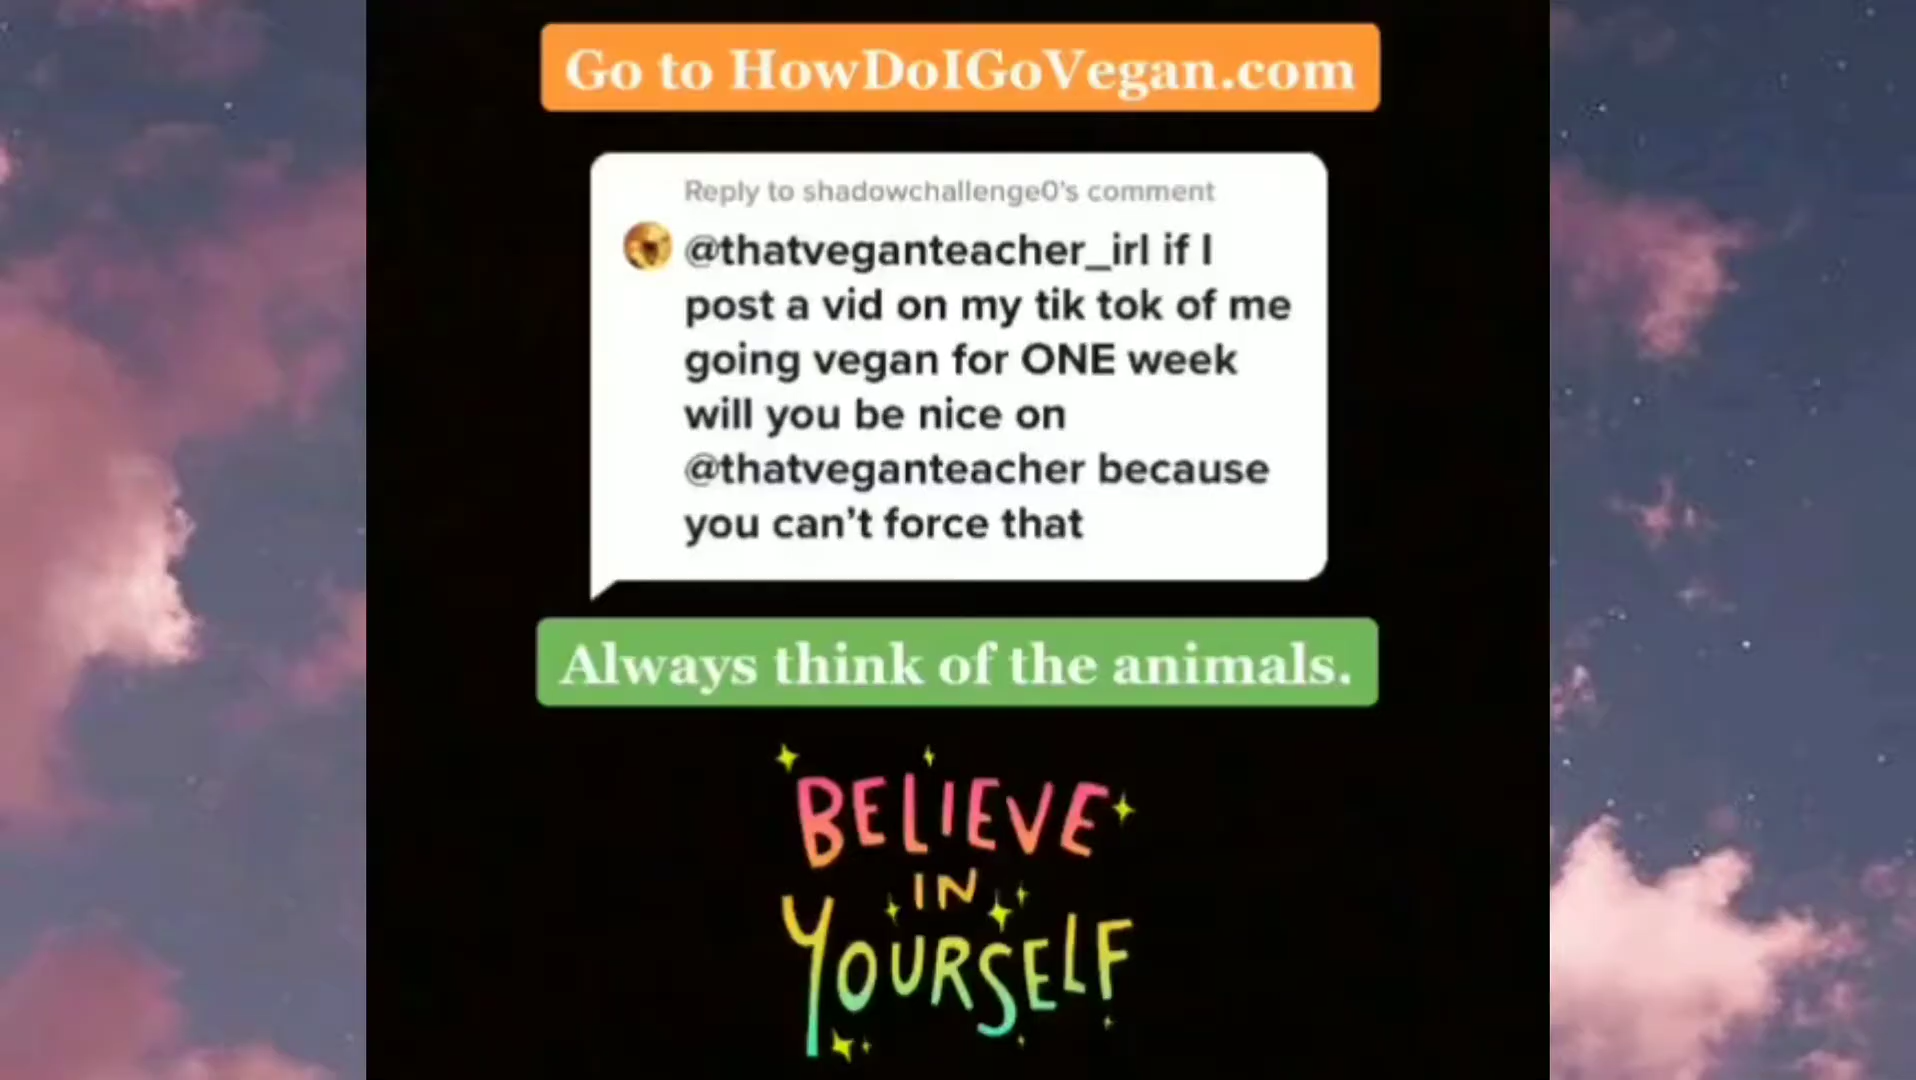 Go to HowDoIGoVegan.com
Reply to shadowchallenge0's comment
@thatveganteacher_irl if I
post a vid on my tik tok of me
going vegan for ONE week
will you be nice on
@thatveganteacher because
you can't force that
Always think of the animals.
BELIEVE
IN
YOURSELF